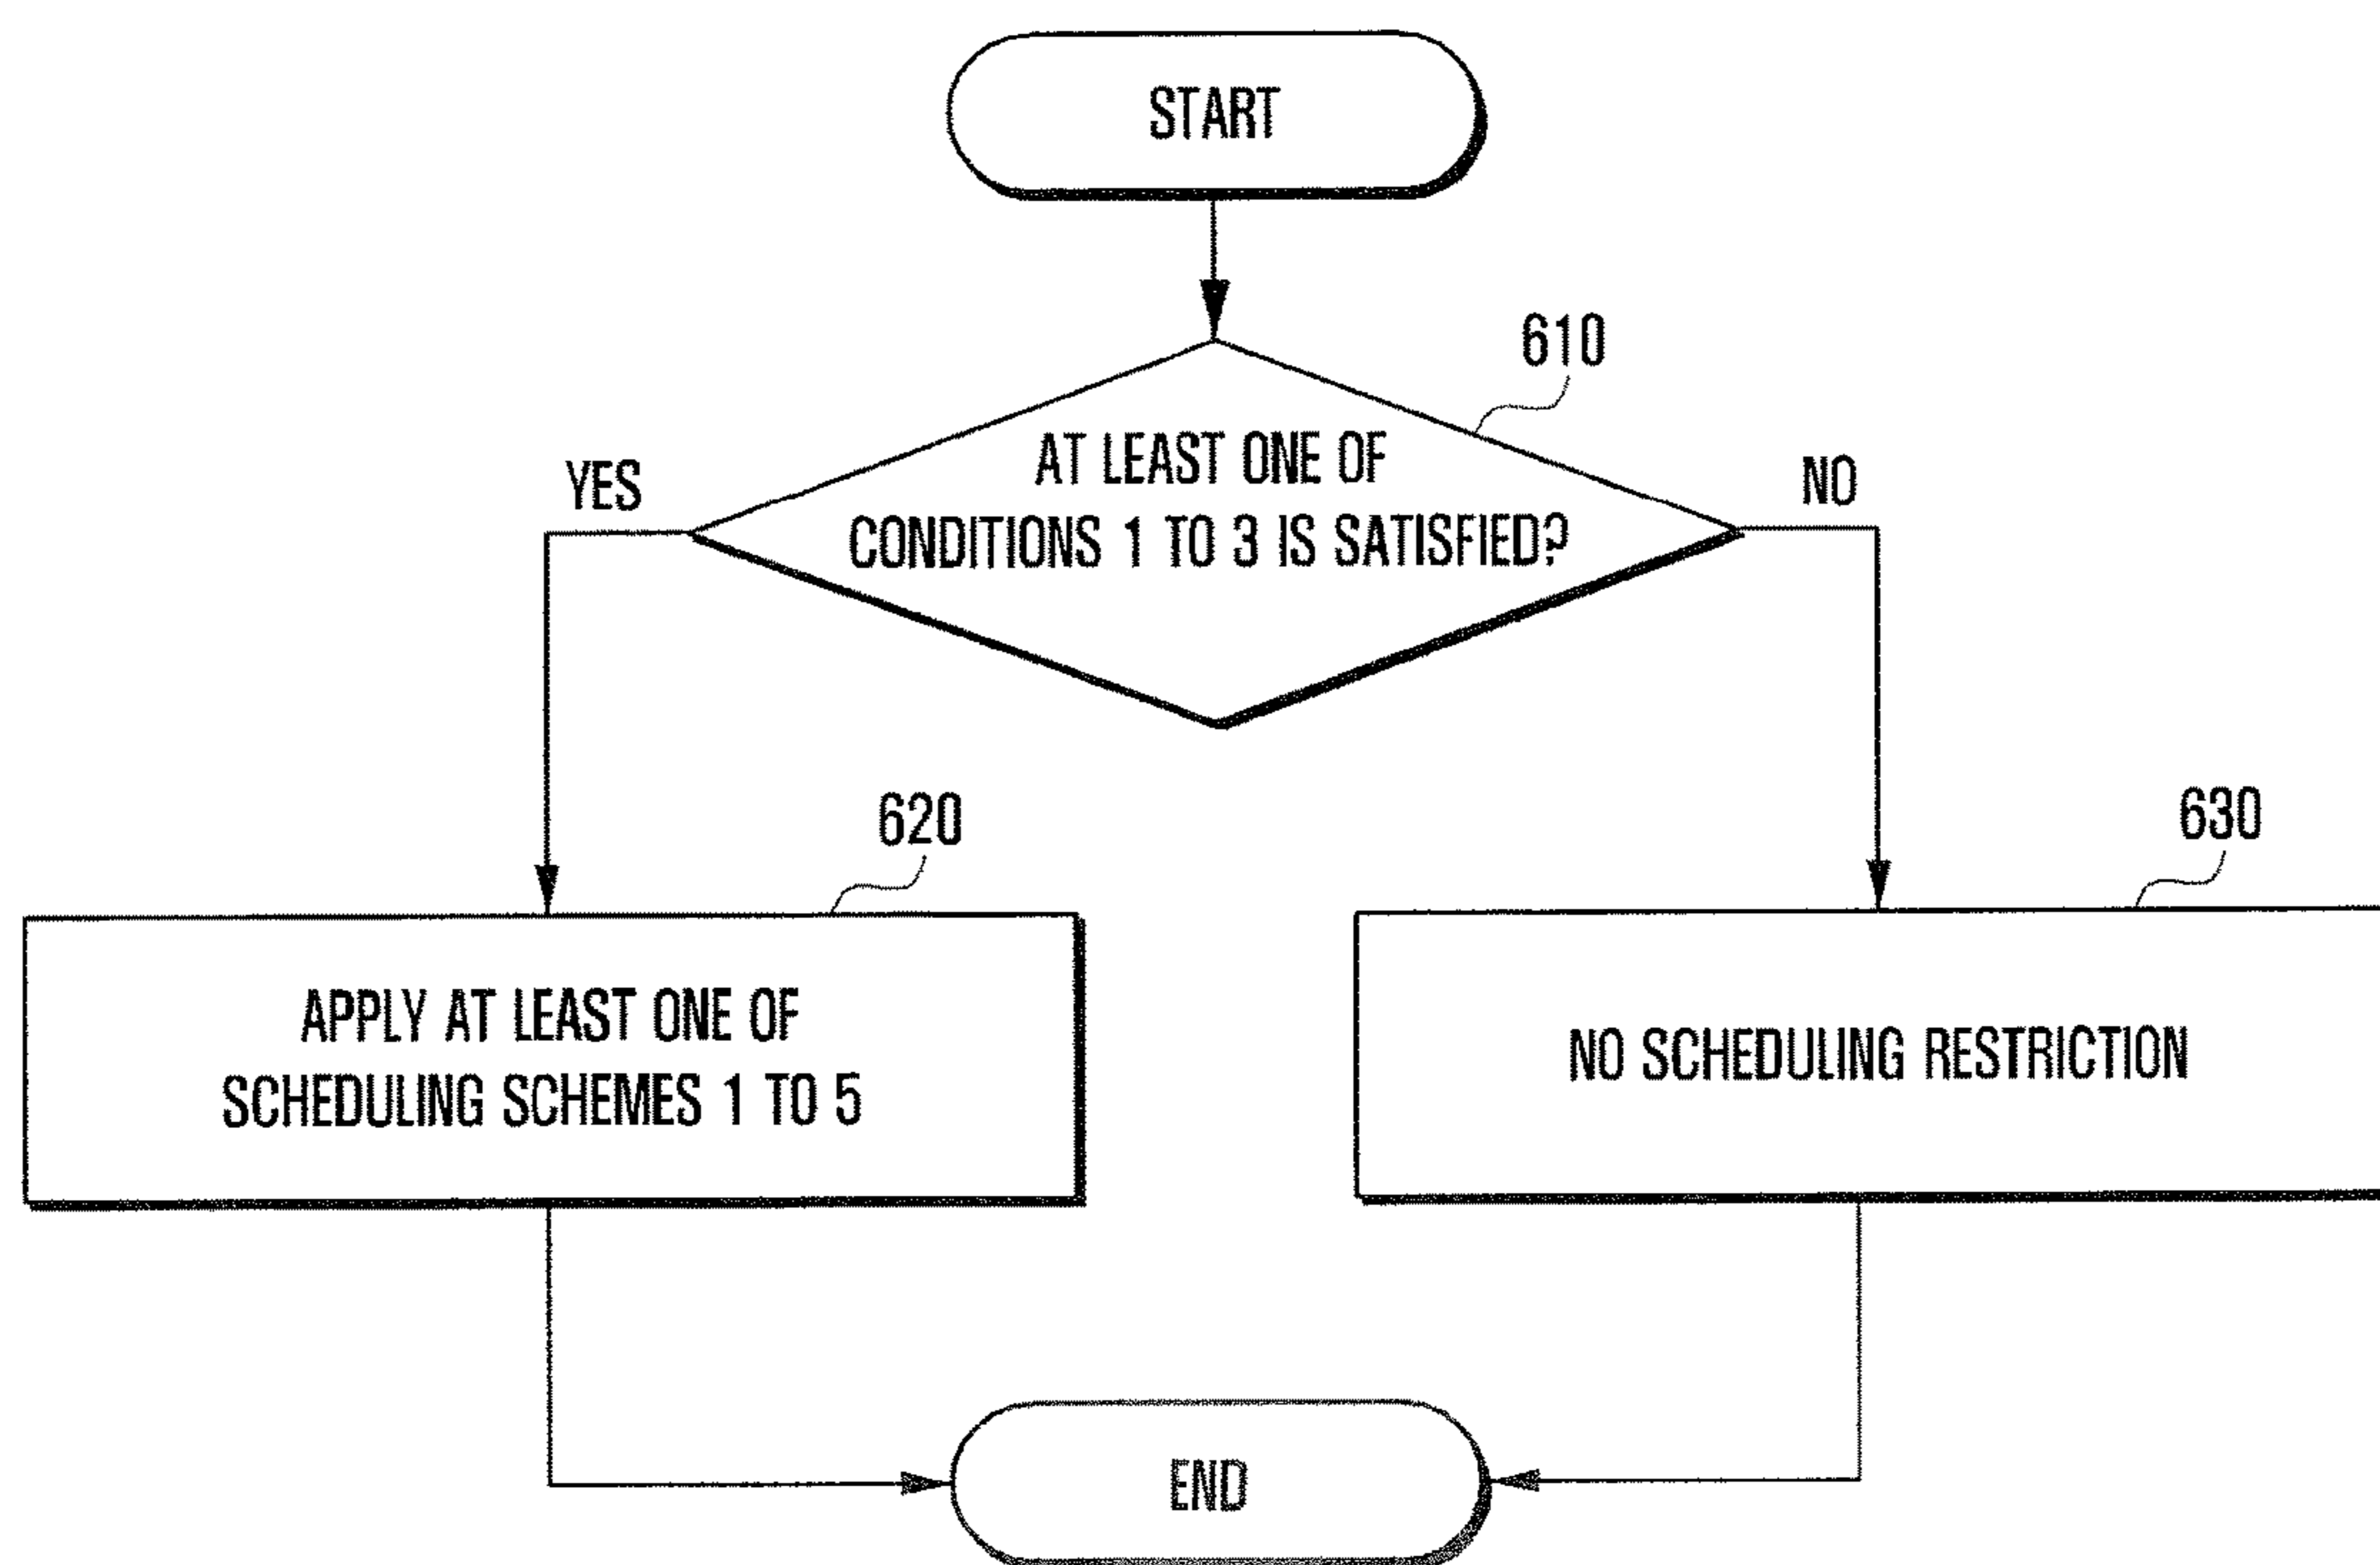 START
610
AT LEAST ONE OF
CONDITIONS 1 TO 3 IS SATISFIED?
YES
NO
620
630
APPLY AT LEAST ONE OF
SCHEDULING SCHEMES 1 TO 5
NO SCHEDULING RESTRICTION
END